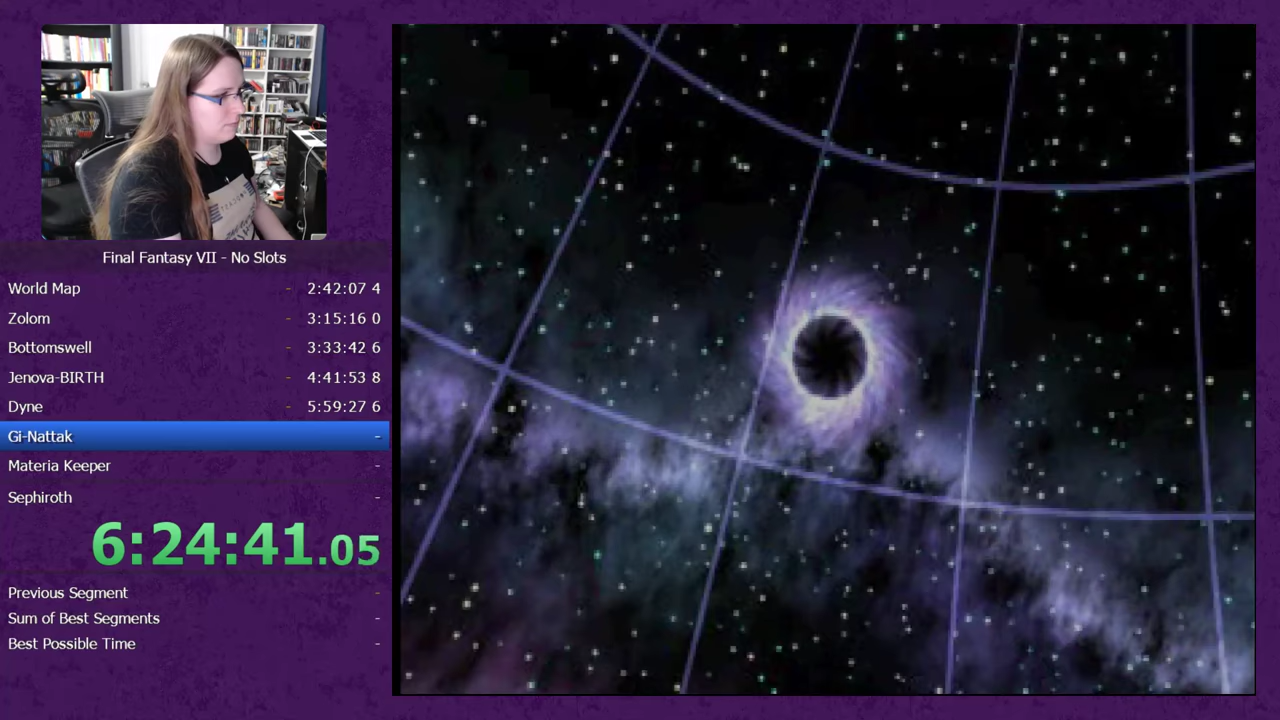 Final Fantasy VII - No Slots
World Map - 2:42:07 4
Zolom - 3:15:16 0
Bottomswell - 3:33:42 6
Jenova-BIRTH - 4:41:53 8
Dyne - 5:59:27 6
Gi-Nattak -
Materia Keeper -
Sephiroth -
6:24:41.05
Previous Segment -
Sum of Best Segments -
Best Possible Time -